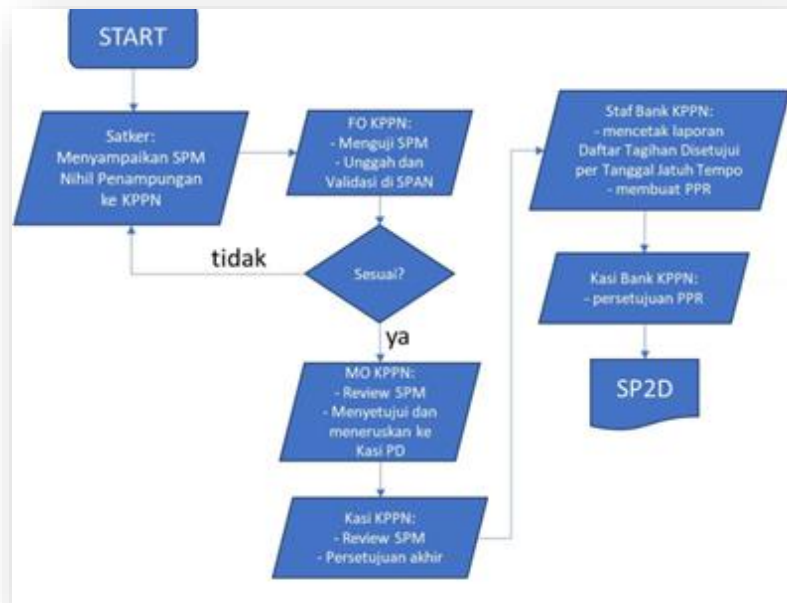 START
Satker:
Menyampaikan SPM
Nihil Penampungan
ke KPPN
FO KPPN:
- Menguji SPM
- Unggah dan
Validasi di SPAN
Sesuai?
tidak
ya
MO KPPN:
- Review SPM
- Menyetujui dan
meneruskan ke
Kasi PD
Kasi KPPN:
- Review SPM
- Persetujuan akhir
Staf Bank KPPN:
- mencetak laporan
Daftar Tagihan Disetujui
per Tanggal Jatuh Tempo
- membuat PPR
Kasi Bank KPPN:
- persetujuan PPR
SP2D